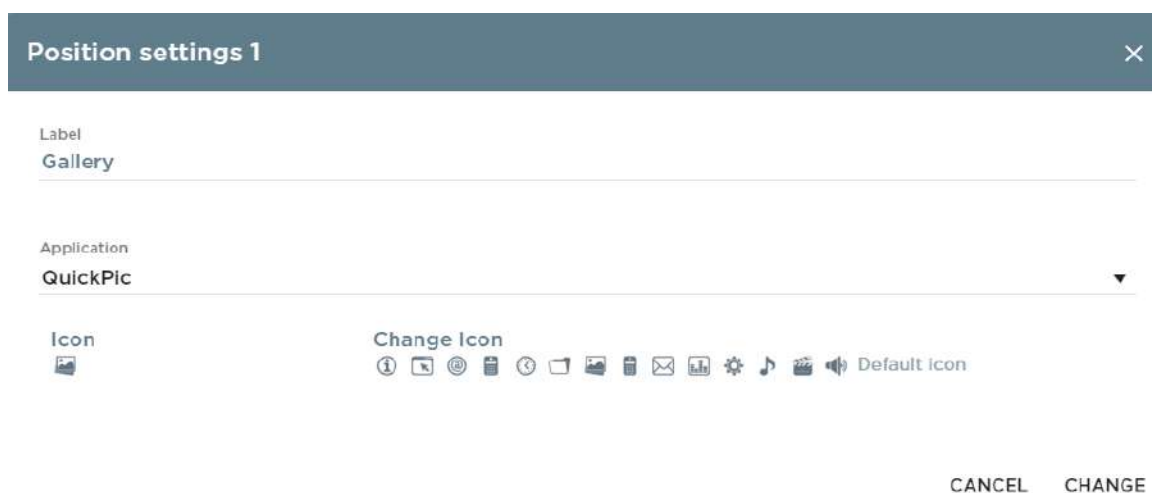 Position settings 1
Label
Gallery
Application
QuickPic
Icon
Change Icon
Default Icon
CANCEL CHANGE